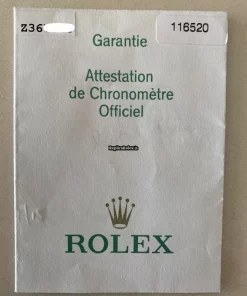 Z36
116520
Garantie
Attestation
de Chronomètre
Officiel
ROLEX